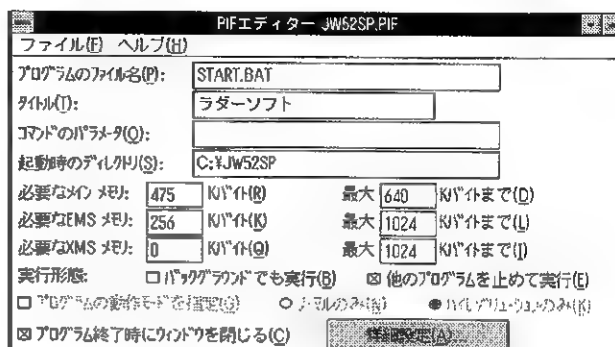 PIFエディター - JW52SP.PIF
ファイル(F) ヘルプ(H)
プログラムのファイル名(P): START.BAT
タイトル(T): ラダーソフト
コマンドのパラメータ(O):
起動時のディレクトリ(S): C:¥JW52SP
必要なメイン メモリ: 475 Kバイト(R) 最大 640 Kバイトまで(D)
必要なEMS メモリ: 256 Kバイト(K) 最大 1024 Kバイトまで(L)
必要なXMS メモリ: 0 Kバイト(Q) 最大 1024 Kバイトまで(I)
実行形態: バックグラウンドでも実行(B) 他のプログラムを止めて実行(E)
プログラムの動作モードを指定(G) ノーマルのみ(N) ハイレゾリューションのみ(K)
プログラム終了時にウィンドウを閉じる(C) 詳細設定(A)...